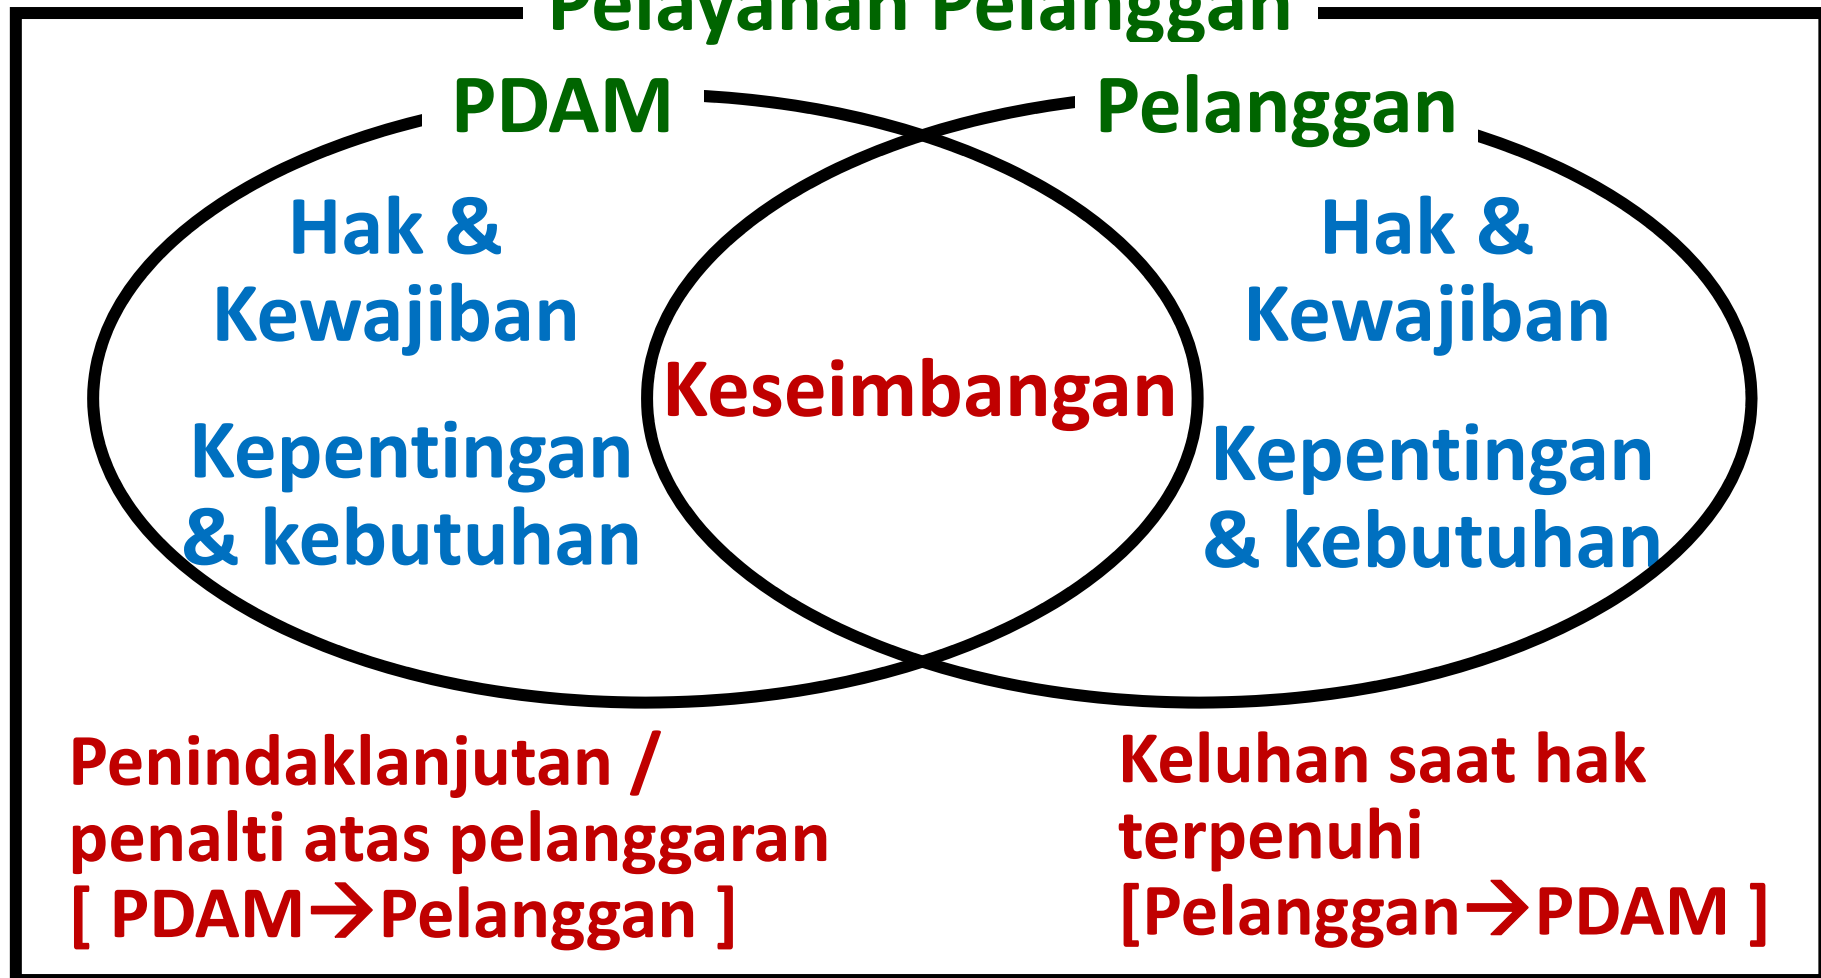 Pelayanan Pelanggan
PDAM
Pelanggan
Hak &
Kewajiban
Kepentingan
& kebutuhan
Keseimbangan
Hak &
Kewajiban
Kepentingan
& kebutuhan
Penindaklanjutan /
penalti atas pelanggaran
[ PDAM→Pelanggan ]
Keluhan saat hak
terpenuhi
[Pelanggan→PDAM ]